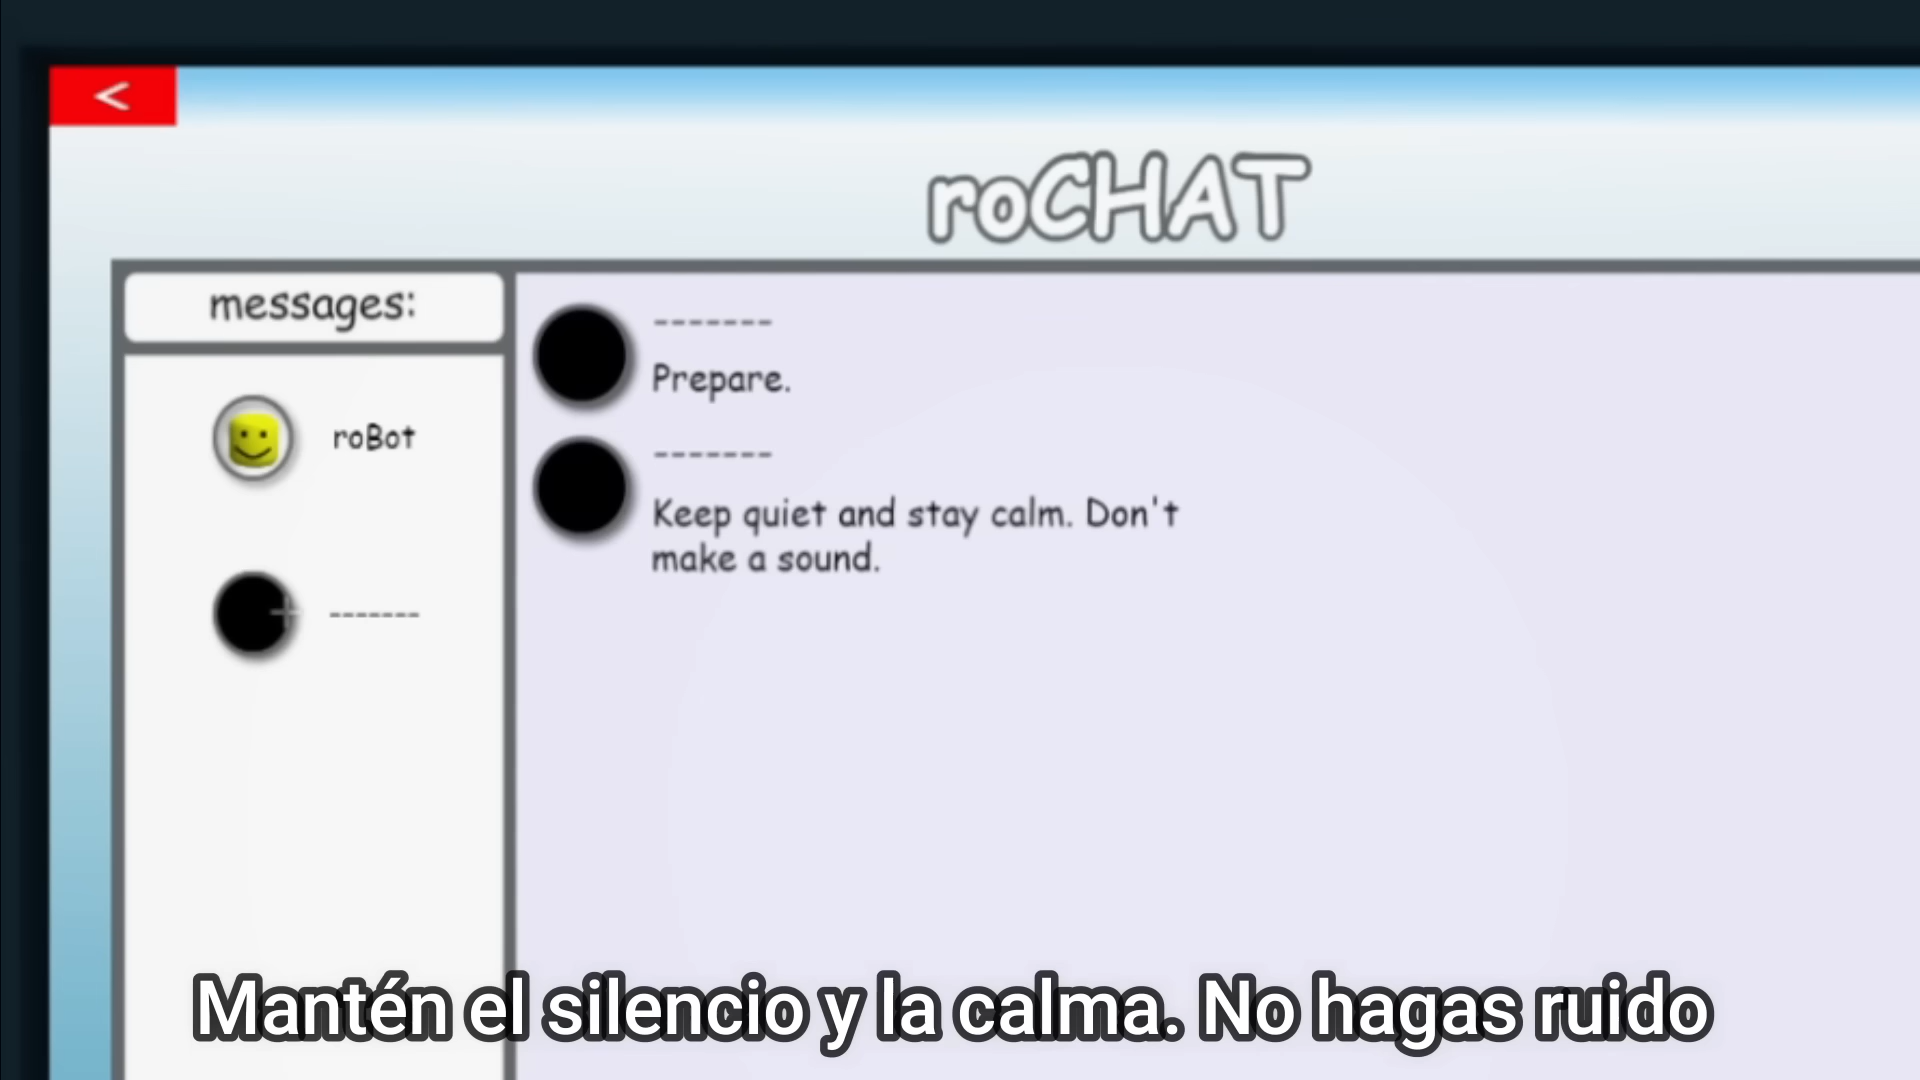 <
roCHAT
messages:
roBot
-------
-------
Prepare.
-------
Keep quiet and stay calm. Don't
make a sound.
Mantén el silencio y la calma. No hagas ruido